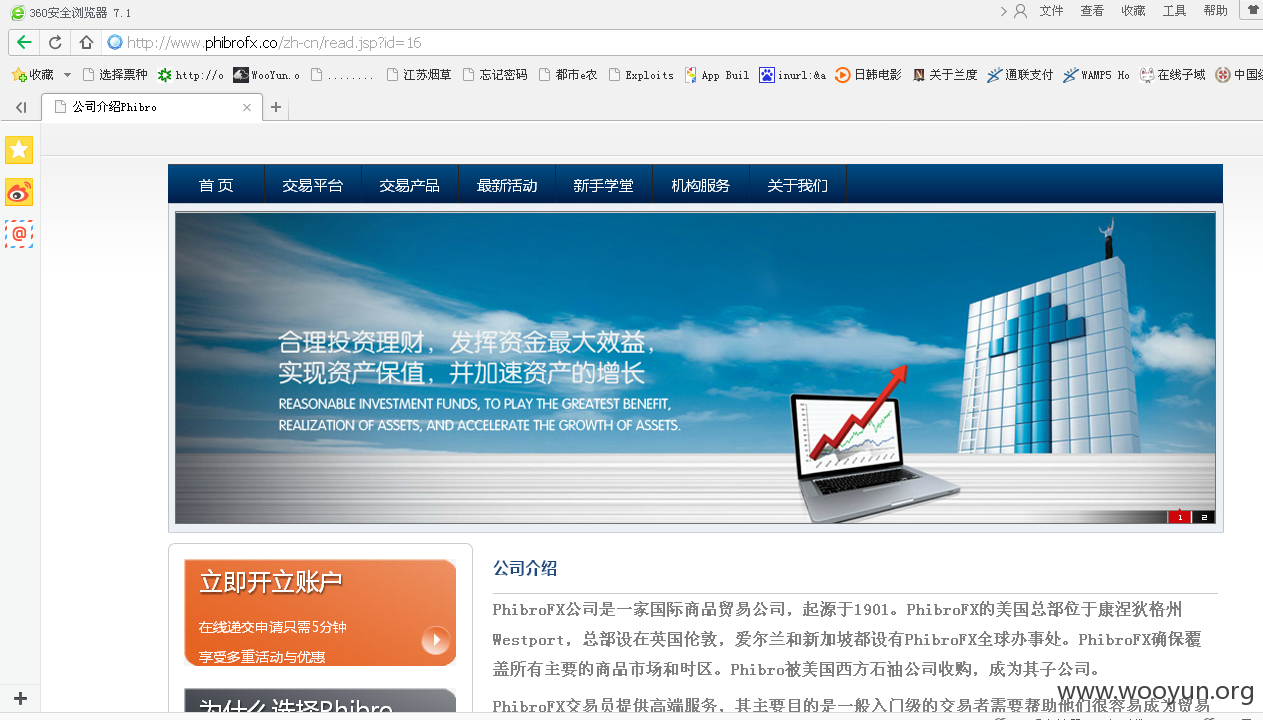 360安全浏览器 7.1
文件 查看 收藏 工具 帮助
http://www.phibrofx.co/zh-cn/read.jsp?id=16
收藏 选择票种 http://o WooYun.o ........ 江苏烟草 忘记密码 都市e农 Exploits App Buil inurl:&a 日韩电影 关于兰度 通联支付 WAMP5 Ho 在线子域
公司介绍Phibro
首 页 交易平台 交易产品 最新活动 新手学堂 机构服务 关于我们
合理投资理财，发挥资金最大效益，
实现资产保值，并加速资产的增长
REASONABLE INVESTMENT FUNDS, TO PLAY THE GREATEST BENEFIT,
REALIZATION OF ASSETS, AND ACCELERATE THE GROWTH OF ASSETS.
1 2
立即开立账户
在线递交申请只需5分钟
享受多重活动与优惠
为什么选择Phibro
公司介绍
PhibroFX公司是一家国际商品贸易公司，起源于1901。PhibroFX的美国总部位于康涅狄格州
Westport，总部设在英国伦敦，爱尔兰和新加坡都设有PhibroFX全球办事处。PhibroFX确保覆
盖所有主要的商品市场和时区。Phibro被美国西方石油公司收购，成为其子公司。
PhibroFX交易员提供高端服务，其主要目的是一般入门级的交易者需要帮助他们很容易成为贸易
www.wooyun.org